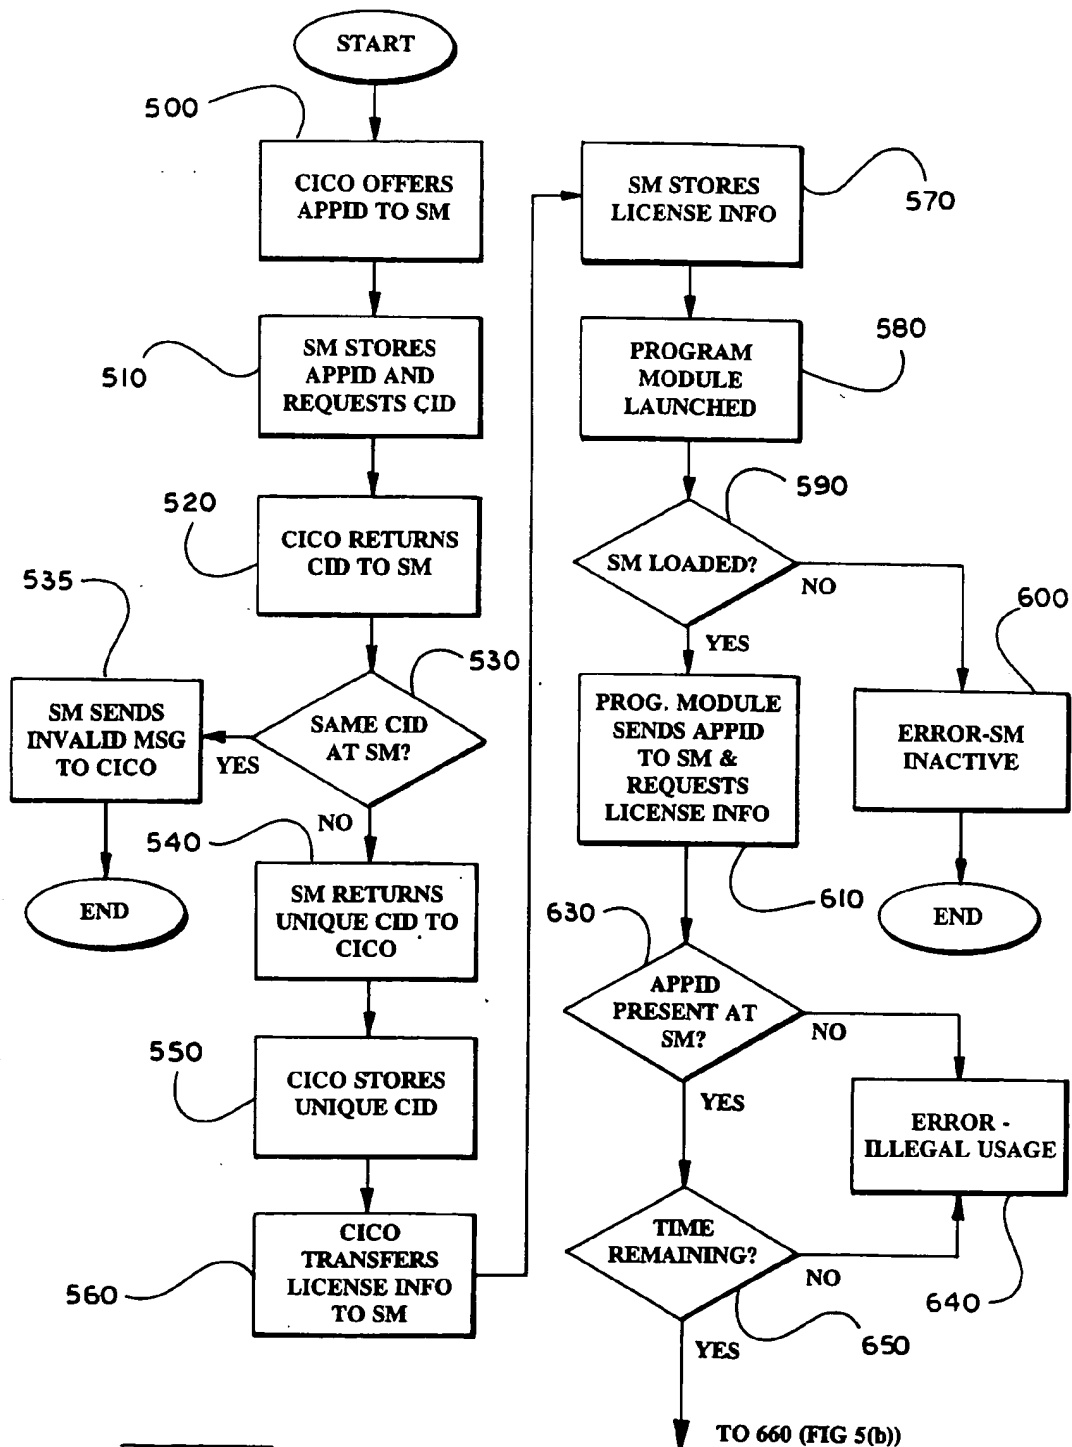 START
500
CICO OFFERS
APPID TO SM
510
SM STORES
APPID AND
REQUESTS CID
520
CICO RETURNS
CID TO SM
530
SAME CID
AT SM?
YES
NO
535
SM SENDS
INVALID MSG
TO CICO
END
540
SM RETURNS
UNIQUE CID TO
CICO
550
CICO STORES
UNIQUE CID
560
CICO
TRANSFERS
LICENSE INFO
TO SM
570
SM STORES
LICENSE INFO
580
PROGRAM
MODULE
LAUNCHED
590
SM LOADED?
NO
YES
600
ERROR-SM
INACTIVE
END
PROG. MODULE
SENDS APPID
TO SM &
REQUESTS
LICENSE INFO
610
630
APPID
PRESENT AT
SM?
NO
YES
ERROR -
ILLEGAL USAGE
640
TIME
REMAINING?
NO
650
YES
TO 660 (FIG 5(b))